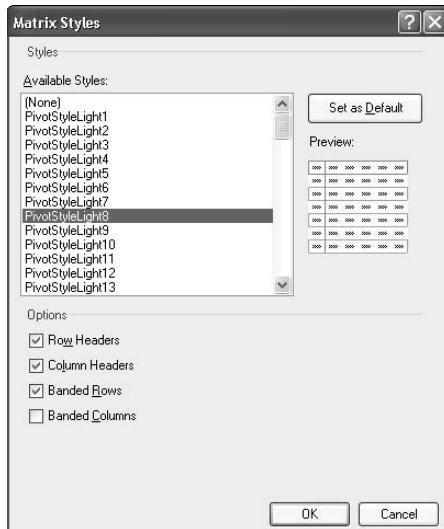 Matrix Styles
Styles
Available Styles:
(None)
PivotStyleLight1
PivotStyleLight2
PivotStyleLight3
PivotStyleLight4
PivotStyleLight5
PivotStyleLight6
PivotStyleLight7
PivotStyleLight8
PivotStyleLight9
PivotStyleLight10
PivotStyleLight11
PivotStyleLight12
PivotStyleLight13
Set as Default
Preview:
Options
Row Headers
Column Headers
Banded Rows
Banded Columns
OK Cancel